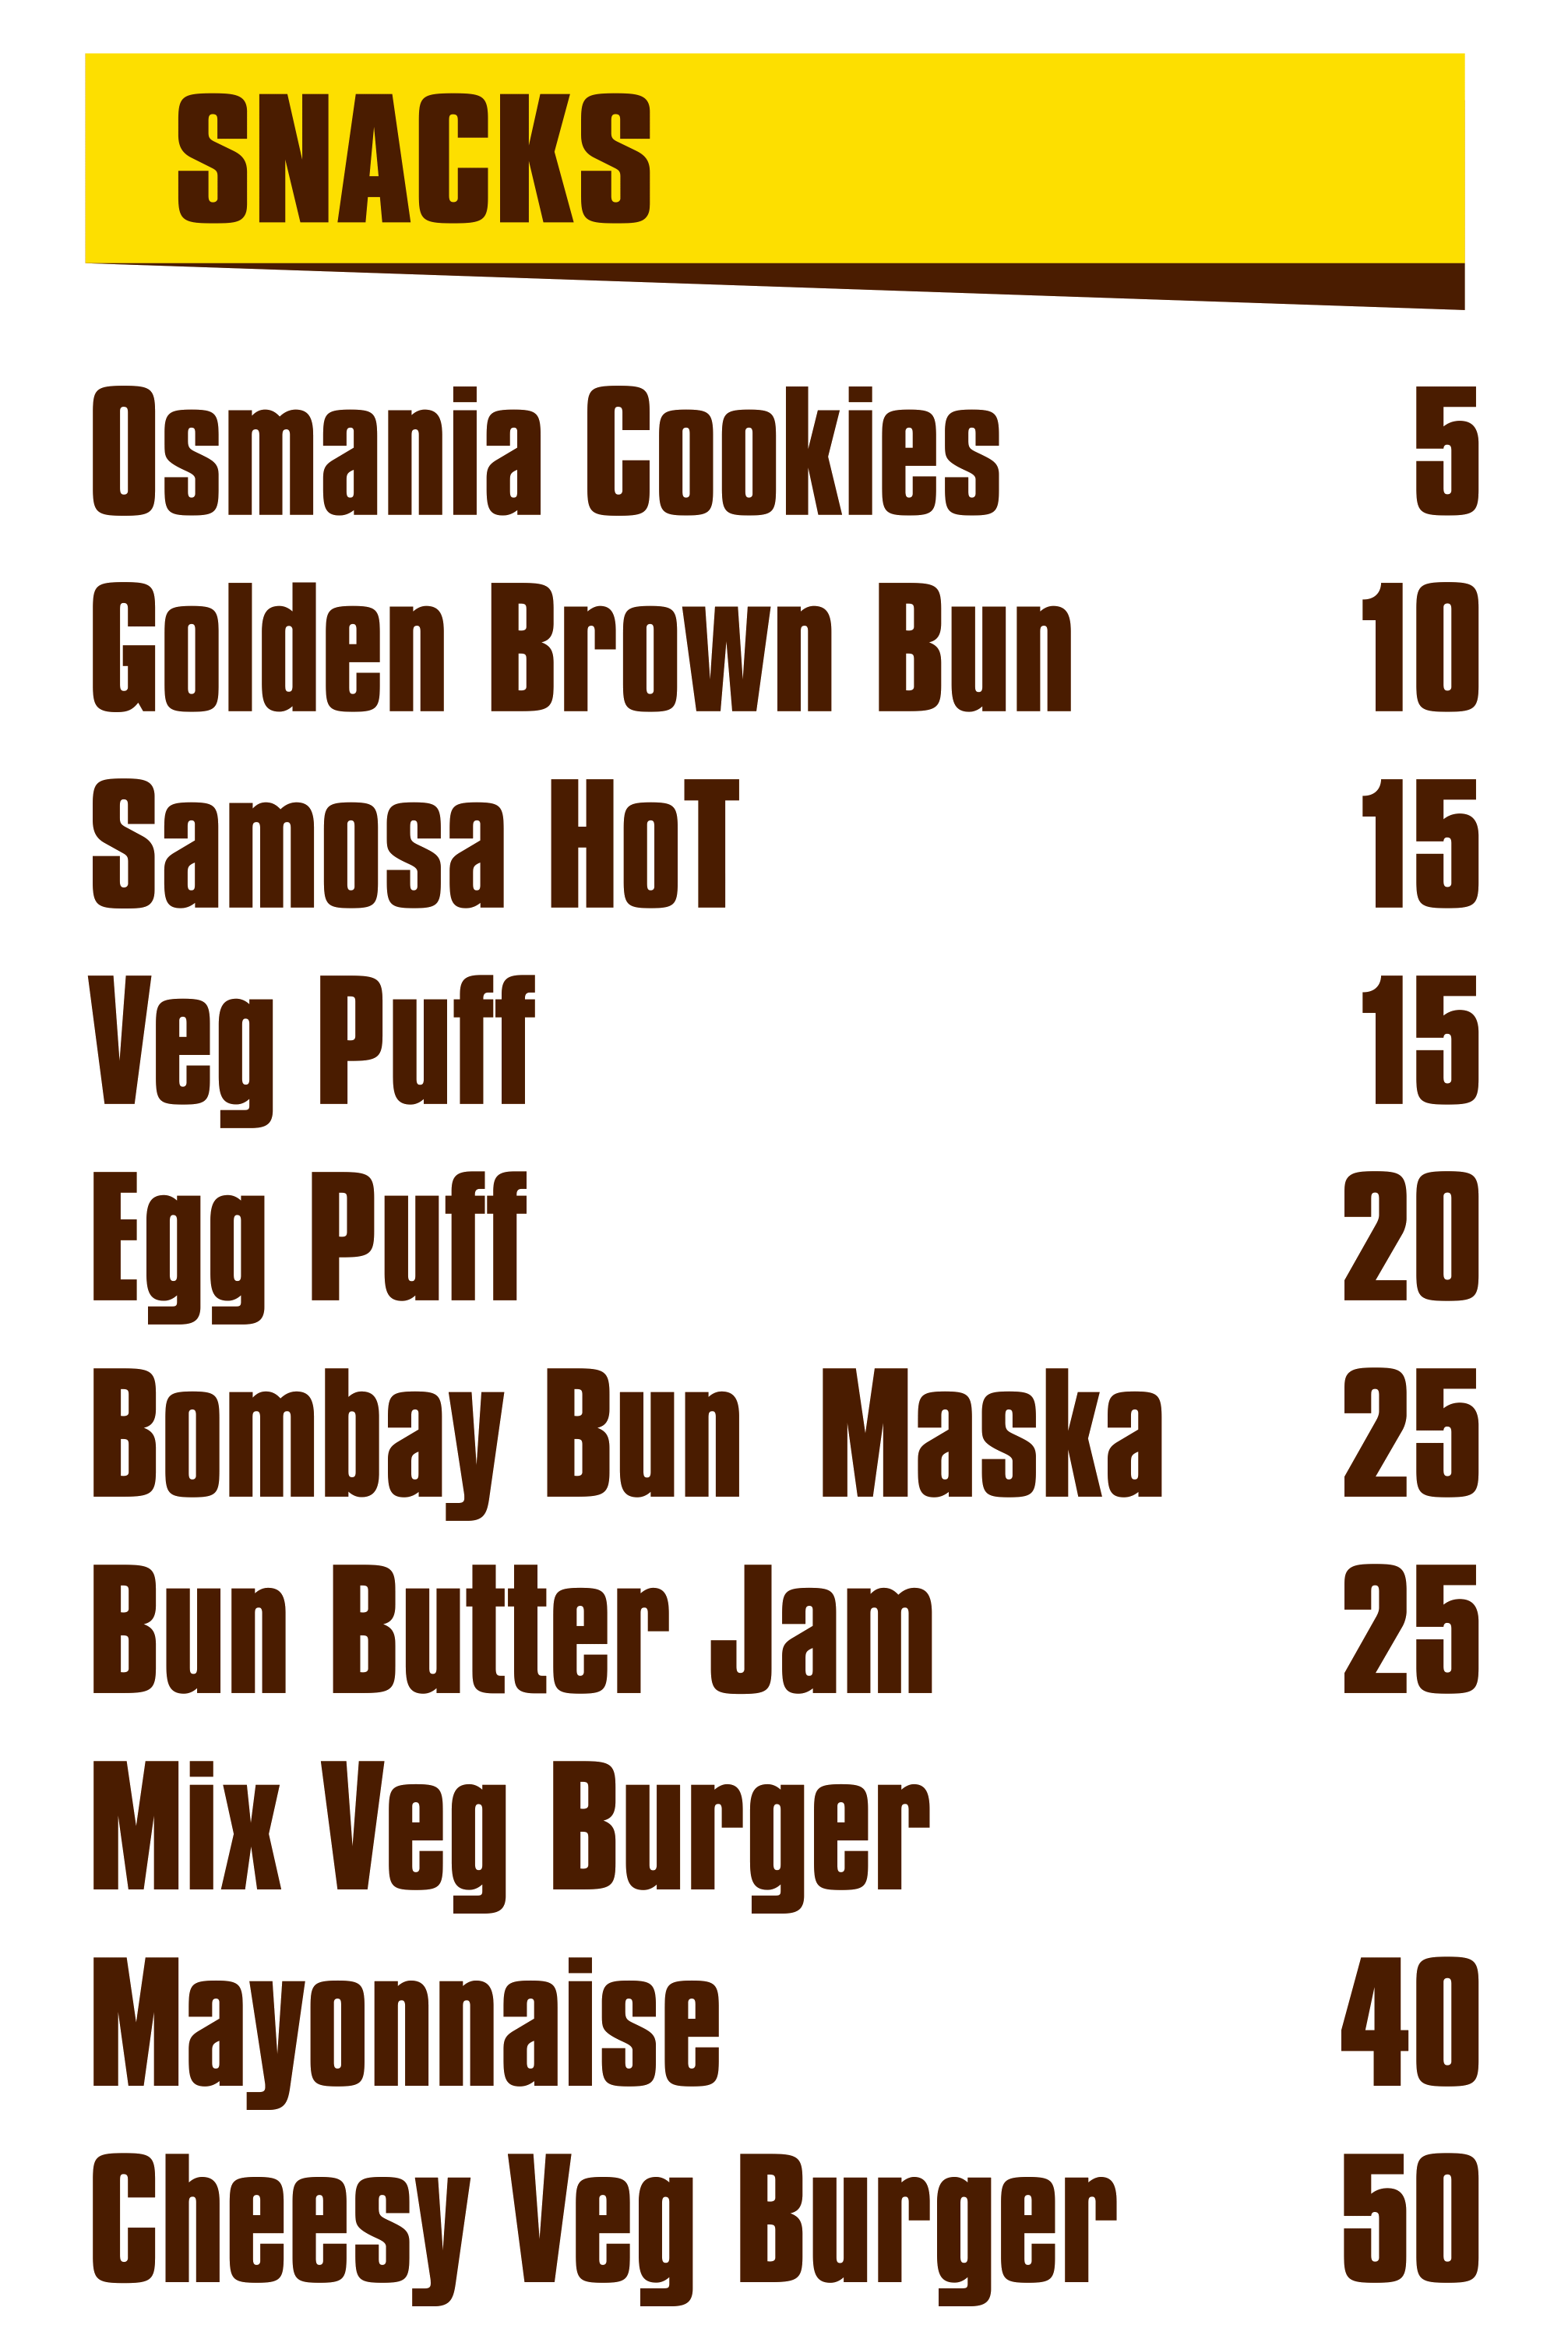 SNACKS
Osmania Cookies 5
Golden Brown Bun 10
Samosa HoT 15
Veg Puff 15
Egg Puff 20
Bombay Bun  Maska 25
Bun Butter Jam 25
Mix Veg Burger
Mayonnaise 40
Cheesy Veg Burger 50